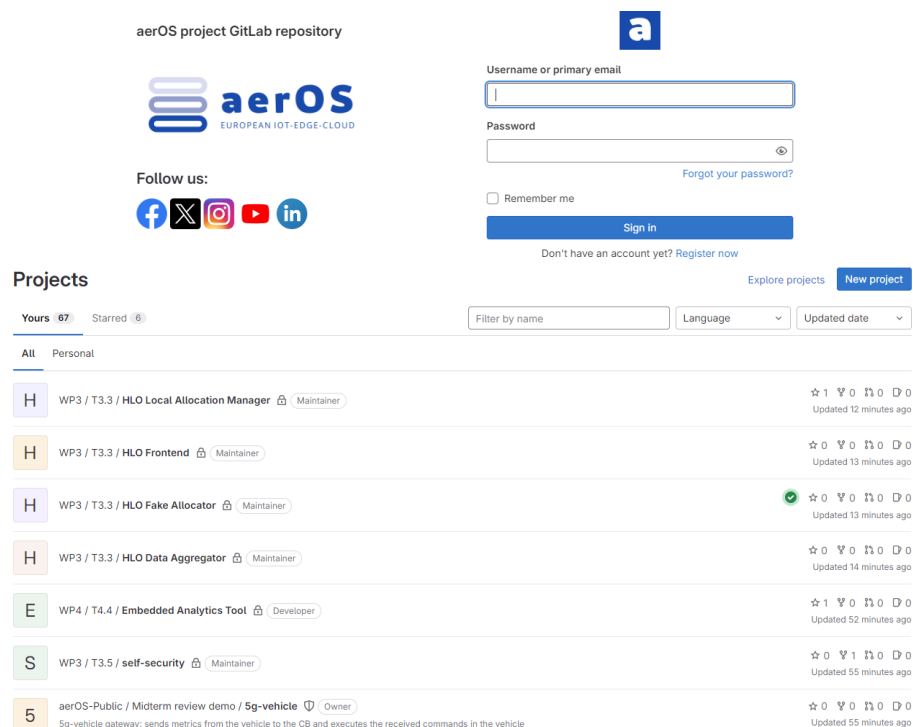 aerOS project GitLab repository
a
aerOS
EUROPEAN IOT-EDGE-CLOUD
Follow us:
Username or primary email
Password
Forgot your password?
Remember me
Sign in
Don't have an account yet? Register now
Projects
Explore projects
New project
Yours 67 Starred 6
Filter by name
Language
Updated date
All Personal
H WP3 / T3.3 / HLO Local Allocation Manager Maintainer 1 0 0 0
Updated 12 minutes ago
H WP3 / T3.3 / HLO Frontend Maintainer 0 0 0 0
Updated 13 minutes ago
H WP3 / T3.3 / HLO Fake Allocator Maintainer 0 0 0 0
Updated 13 minutes ago
H WP3 / T3.3 / HLO Data Aggregator Maintainer 0 0 0 0
Updated 14 minutes ago
E WP4 / T4.4 / Embedded Analytics Tool Developer 1 0 0 0
Updated 52 minutes ago
S WP3 / T3.5 / self-security Maintainer 0 1 0 0
Updated 55 minutes ago
5 aerOS-Public / Midterm review demo / 5g-vehicle Owner 0 0 0 0
5g-vehicle gateway: sends metrics from the vehicle to the CB and executes the received commands in the vehicle
Updated 55 minutes ago